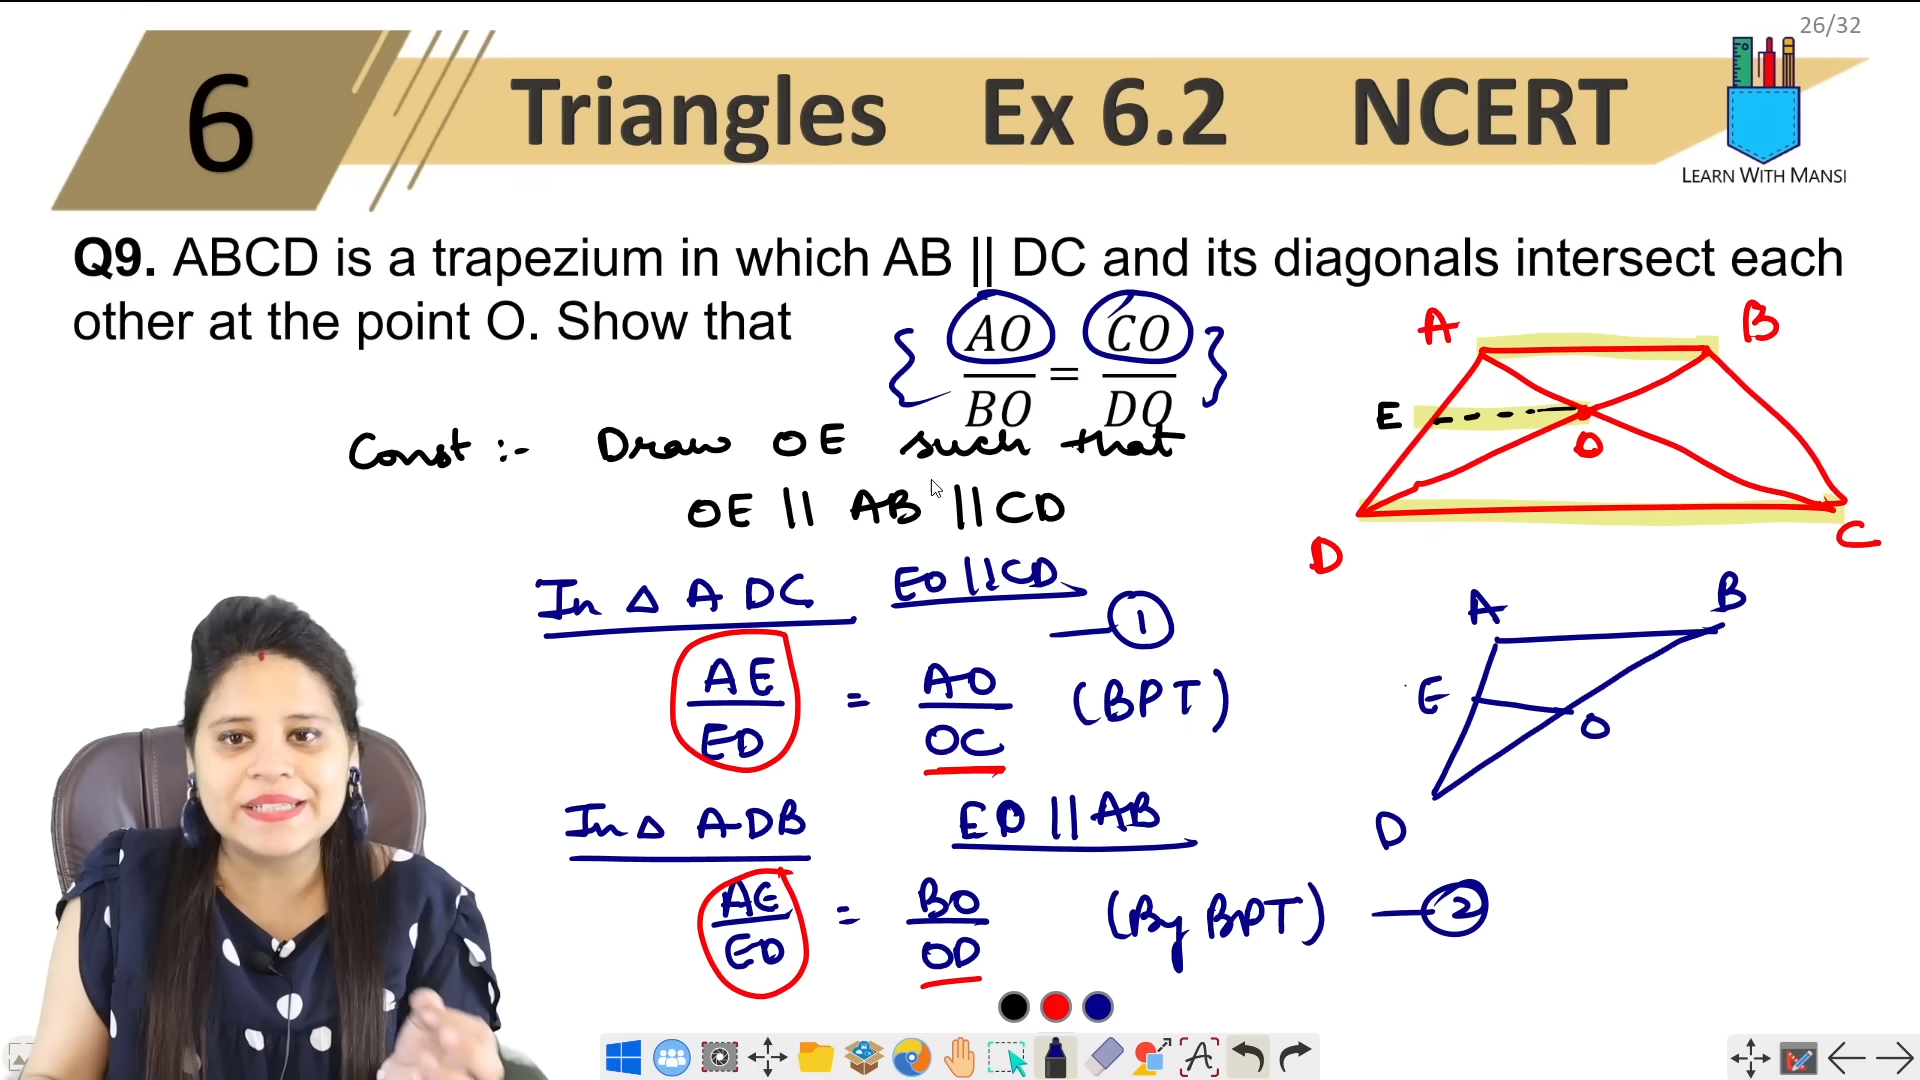 26/32
6 Triangles Ex 6.2 NCERT
LEARN WITH MANSI
Q9. ABCD is a trapezium in which AB || DC and its diagonals intersect each
other at the point O. Show that
AO/BO = CO/DO
Const :- Draw OE such that
OE || AB || CD
In △ ADC EO || CD
1
AE/ED = AO/OC (BPT)
In △ ADB EO || AB
AE/ED = BO/OD (By BPT) 2
A B
E O
D C
A B
E O
D